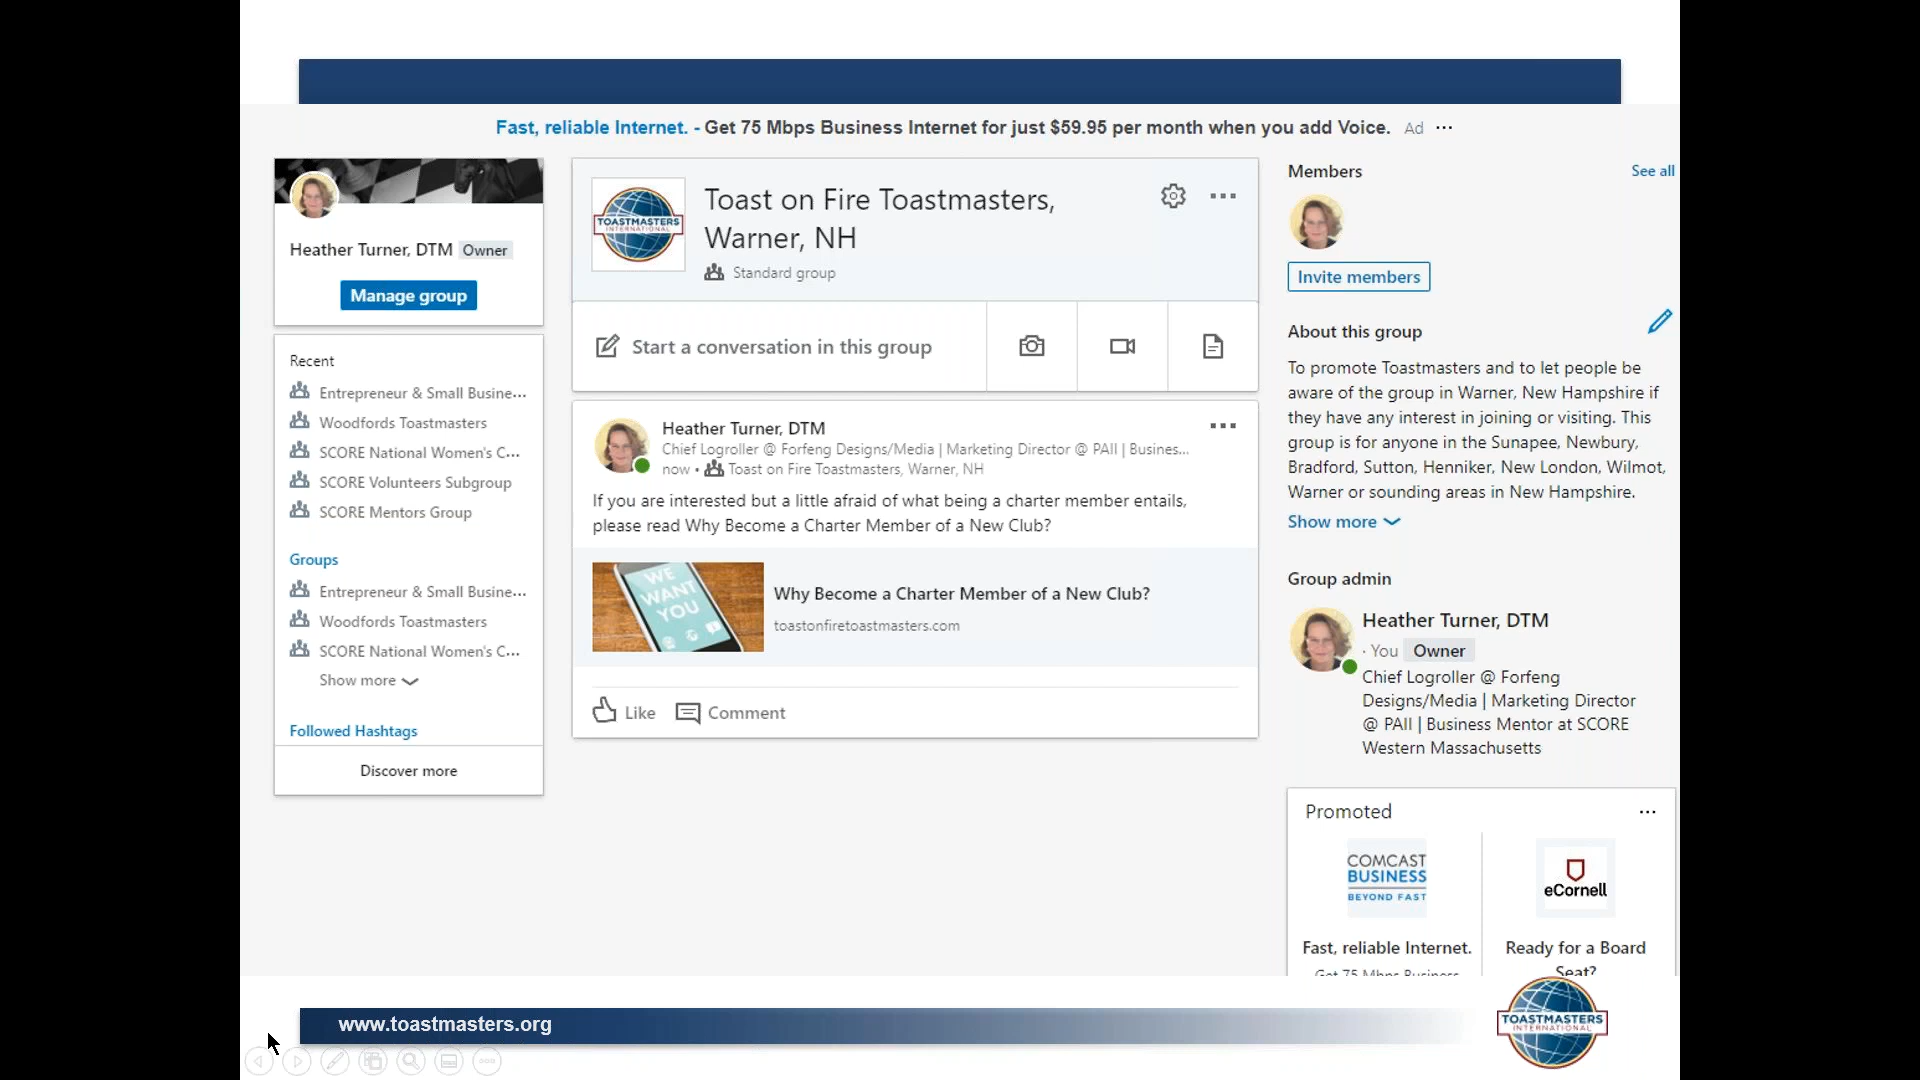 Fast, reliable Internet. - Get 75 Mbps Business Internet for just $59.95 per month when you add Voice. Ad
Heather Turner, DTM Owner
Manage group
Recent
Entrepreneur & Small Busine...
Woodfords Toastmasters
SCORE National Women's C...
SCORE Volunteers Subgroup
SCORE Mentors Group
Groups
Entrepreneur & Small Busine...
Woodfords Toastmasters
SCORE National Women's C...
Show more
Followed Hashtags
Discover more
TOASTMASTERS
INTERNATIONAL
Toast on Fire Toastmasters,
Warner, NH
Standard group
Start a conversation in this group
Heather Turner, DTM
Chief Logroller @ Forfeng Designs/Media | Marketing Director @ PAII | Busines...
now • Toast on Fire Toastmasters, Warner, NH
If you are interested but a little afraid of what being a charter member entails,
please read Why Become a Charter Member of a New Club?
WE
WANT
YOU
Why Become a Charter Member of a New Club?
toastonfiretoastmasters.com
Like Comment
Members See all
Invite members
About this group
To promote Toastmasters and to let people be
aware of the group in Warner, New Hampshire if
they have any interest in joining or visiting. This
group is for anyone in the Sunapee, Newbury,
Bradford, Sutton, Henniker, New London, Wilmot,
Warner or sounding areas in New Hampshire.
Show more
Group admin
Heather Turner, DTM
· You Owner
Chief Logroller @ Forfeng
Designs/Media | Marketing Director
@ PAII | Business Mentor at SCORE
Western Massachusetts
Promoted
COMCAST
BUSINESS
BEYOND FAST
Fast, reliable Internet.
Get 75 Mbps Business
eCornell
Ready for a Board
Seat?
www.toastmasters.org
TOASTMASTERS
INTERNATIONAL